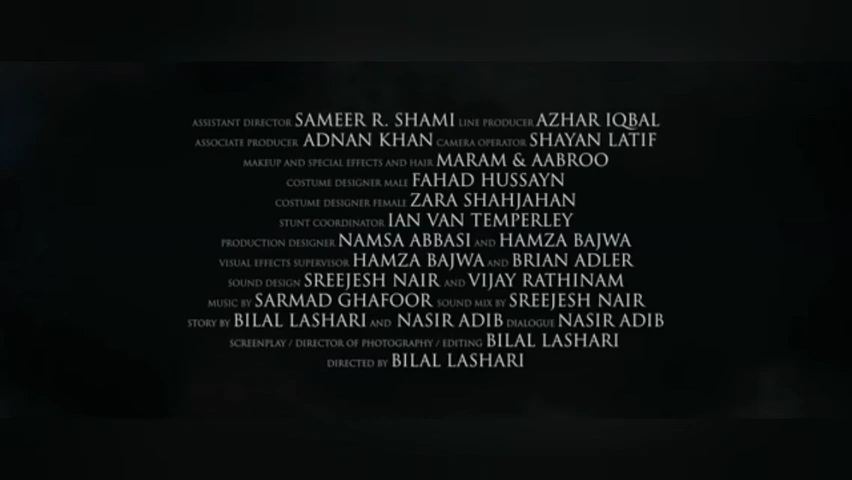 ASSISTANT DIRECTOR SAMEER R. SHAMI LINE PRODUCER AZHAR IQBAL
ASSOCIATE PRODUCER ADNAN KHAN CAMERA OPERATOR SHAYAN LATIF
MAKEUP AND SPECIAL EFFECTS AND HAIR MARAM & AABROO
COSTUME DESIGNER MALE FAHAD HUSSAYN
COSTUME DESIGNER FEMALE ZARA SHAHJAHAN
STUNT COORDINATOR IAN VAN TEMPERLEY
PRODUCTION DESIGNER NAMSA ABBASI AND HAMZA BAJWA
VISUAL EFFECTS SUPERVISOR HAMZA BAJWA AND BRIAN ADLER
SOUND DESIGN SREEJESH NAIR AND VIJAY RATHINAM
MUSIC BY SARMAD GHAFOOR SOUND MIX BY SREEJESH NAIR
STORY BY BILAL LASHARI AND NASIR ADIB DIALOGUE NASIR ADIB
SCREENPLAY / DIRECTOR OF PHOTOGRAPHY / EDITING BILAL LASHARI
DIRECTED BY BILAL LASHARI